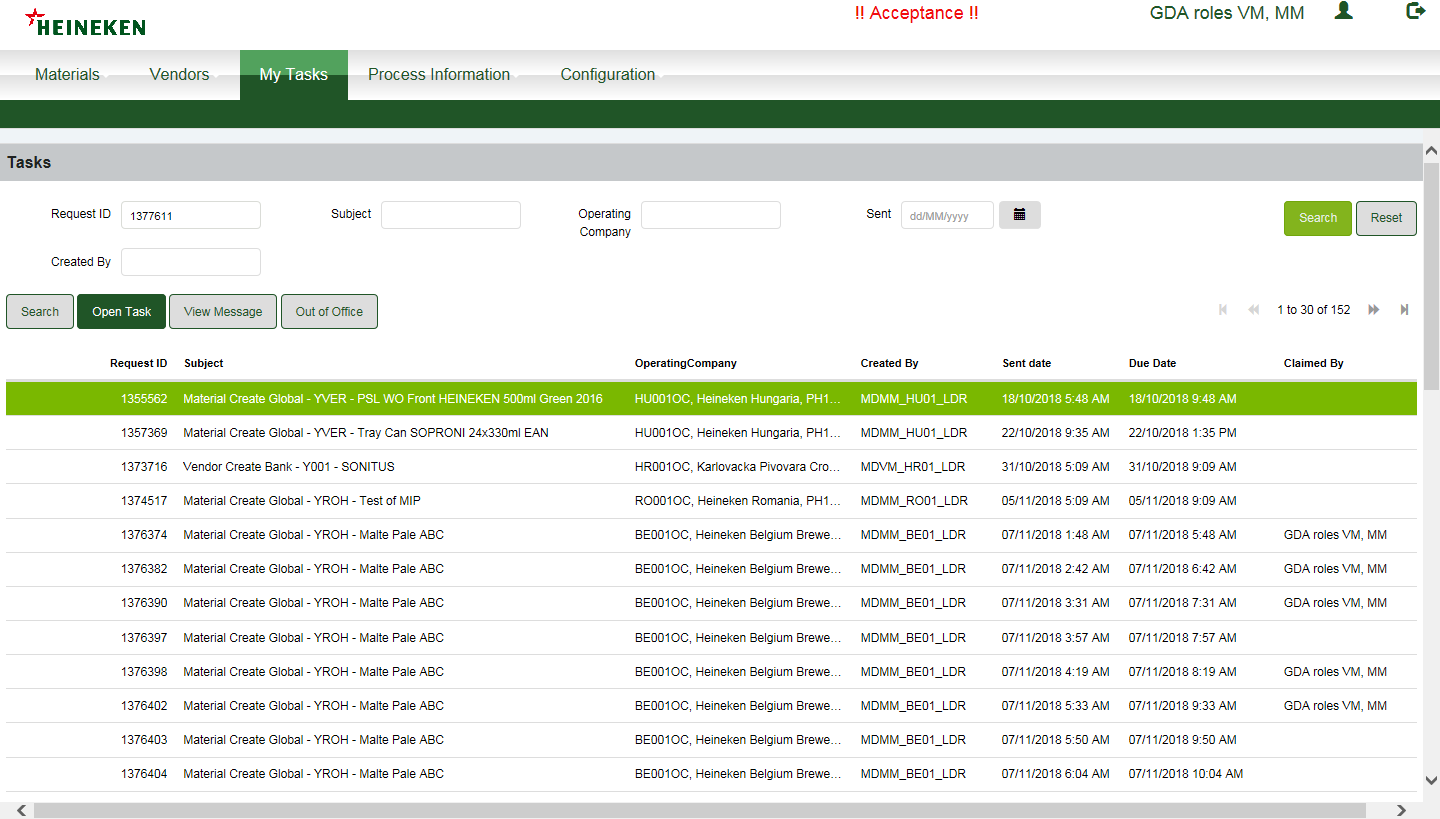 HEINEKEN
!! Acceptance !!
GDA roles VM, MM
Materials Vendors My Tasks Process Information Configuration
Tasks
Request ID 1377611 Subject Operating Company Sent dd/MM/yyyy Search Reset
Created By
Search Open Task View Message Out of Office 1 to 30 of 152
Request ID Subject OperatingCompany Created By Sent date Due Date Claimed By
1355562 Material Create Global - YVER - PSL WO Front HEINEKEN 500ml Green 2016 HU001OC, Heineken Hungaria, PH1... MDMM_HU01_LDR 18/10/2018 5:48 AM 18/10/2018 9:48 AM
1357369 Material Create Global - YVER - Tray Can SOPRONI 24x330ml EAN HU001OC, Heineken Hungaria, PH1... MDMM_HU01_LDR 22/10/2018 9:35 AM 22/10/2018 1:35 PM
1373716 Vendor Create Bank - Y001 - SONITUS HR001OC, Karlovacka Pivovara Cro... MDVM_HR01_LDR 31/10/2018 5:09 AM 31/10/2018 9:09 AM
1374517 Material Create Global - YROH - Test of MIP RO001OC, Heineken Romania, PH1... MDMM_RO01_LDR 05/11/2018 5:09 AM 05/11/2018 9:09 AM
1376374 Material Create Global - YROH - Malte Pale ABC BE001OC, Heineken Belgium Brewe... MDMM_BE01_LDR 07/11/2018 1:48 AM 07/11/2018 5:48 AM GDA roles VM, MM
1376382 Material Create Global - YROH - Malte Pale ABC BE001OC, Heineken Belgium Brewe... MDMM_BE01_LDR 07/11/2018 2:42 AM 07/11/2018 6:42 AM GDA roles VM, MM
1376390 Material Create Global - YROH - Malte Pale ABC BE001OC, Heineken Belgium Brewe... MDMM_BE01_LDR 07/11/2018 3:31 AM 07/11/2018 7:31 AM GDA roles VM, MM
1376397 Material Create Global - YROH - Malte Pale ABC BE001OC, Heineken Belgium Brewe... MDMM_BE01_LDR 07/11/2018 3:57 AM 07/11/2018 7:57 AM
1376398 Material Create Global - YROH - Malte Pale ABC BE001OC, Heineken Belgium Brewe... MDMM_BE01_LDR 07/11/2018 4:19 AM 07/11/2018 8:19 AM GDA roles VM, MM
1376402 Material Create Global - YROH - Malte Pale ABC BE001OC, Heineken Belgium Brewe... MDMM_BE01_LDR 07/11/2018 5:33 AM 07/11/2018 9:33 AM GDA roles VM, MM
1376403 Material Create Global - YROH - Malte Pale ABC BE001OC, Heineken Belgium Brewe... MDMM_BE01_LDR 07/11/2018 5:50 AM 07/11/2018 9:50 AM
1376404 Material Create Global - YROH - Malte Pale ABC BE001OC, Heineken Belgium Brewe... MDMM_BE01_LDR 07/11/2018 6:04 AM 07/11/2018 10:04 AM